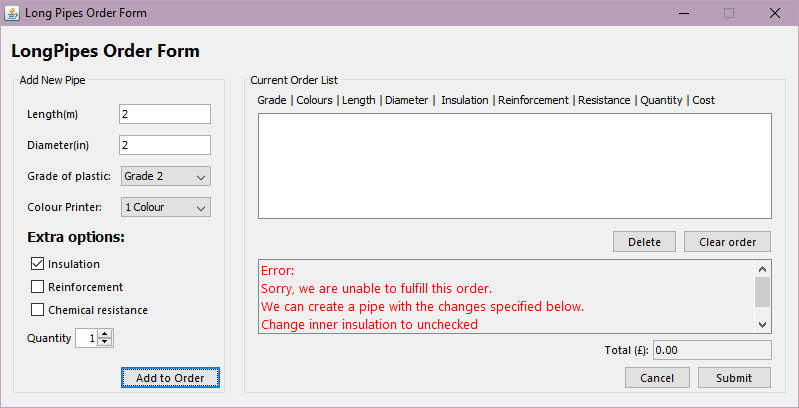 Long Pipes Order Form
LongPipes Order Form
Add New Pipe
Length(m) 2
Diameter(in) 2
Grade of plastic: Grade 2
Colour Printer: 1 Colour
Extra options:
Insulation
Reinforcement
Chemical resistance
Quantity 1
Add to Order
Current Order List
Grade | Colours | Length | Diameter | Insulation | Reinforcement | Resistance | Quantity | Cost
Delete Clear order
Error:
Sorry, we are unable to fulfill this order.
We can create a pipe with the changes specified below.
Change inner insulation to unchecked
Total (£): 0.00
Cancel Submit